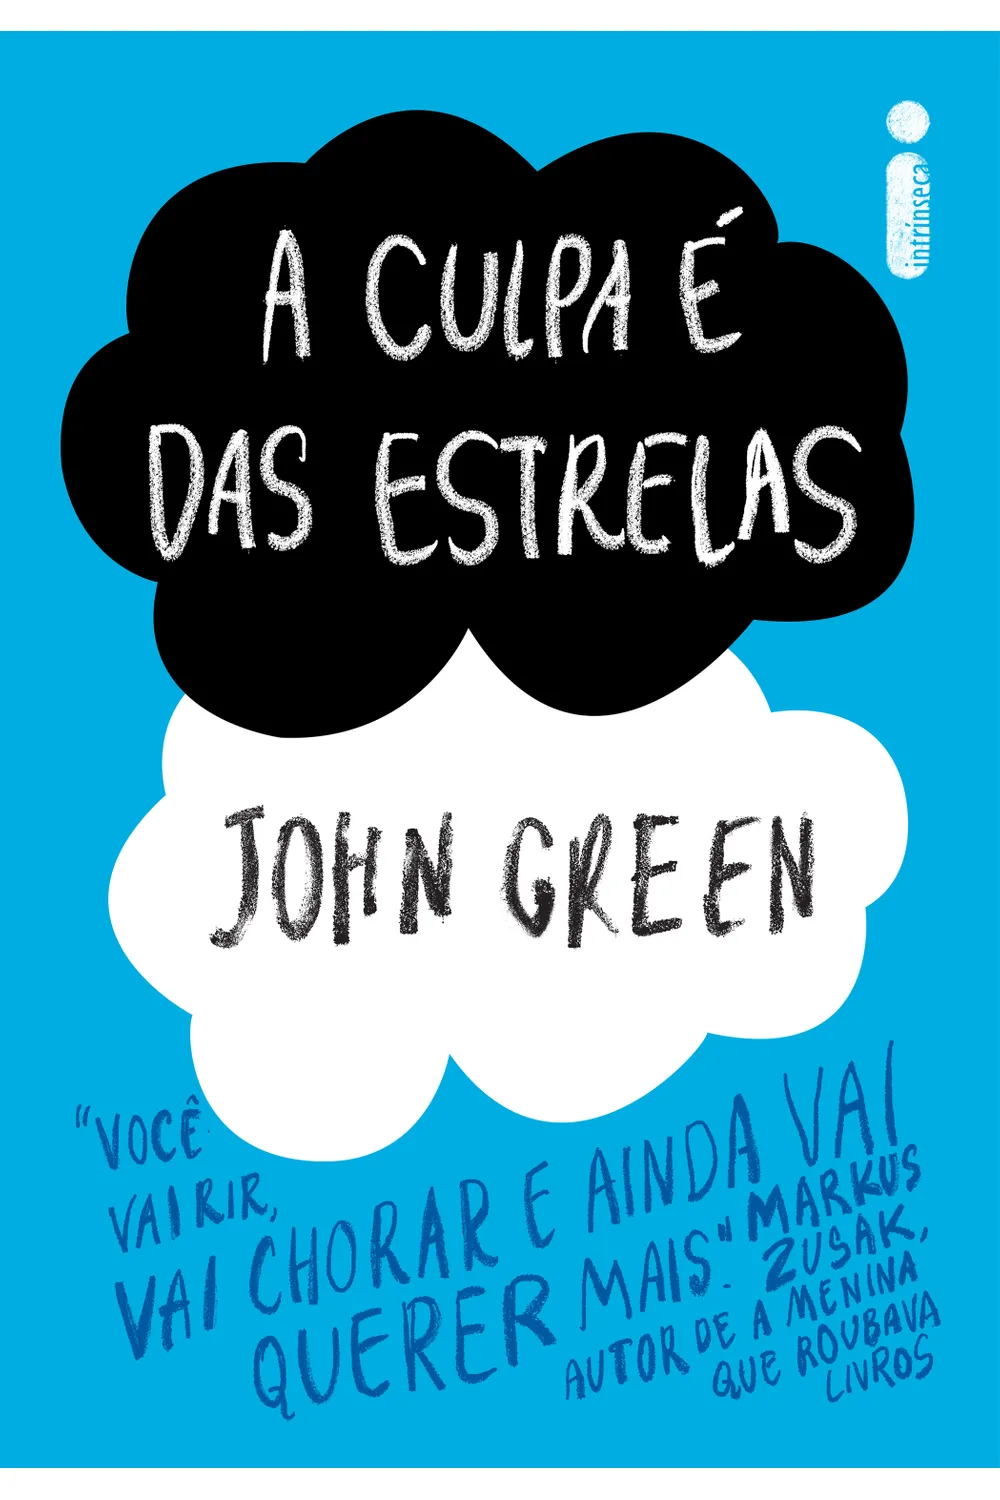 intrínseca
A CULPA É
DAS ESTRELAS
JOHN GREEN
"VOCÊ
VAI RIR,
VAI CHORAR E AINDA VAI
QUERER MAIS". MARKUS
ZUSAK,
AUTOR DE A MENINA
QUE ROUBAVA
LIVROS